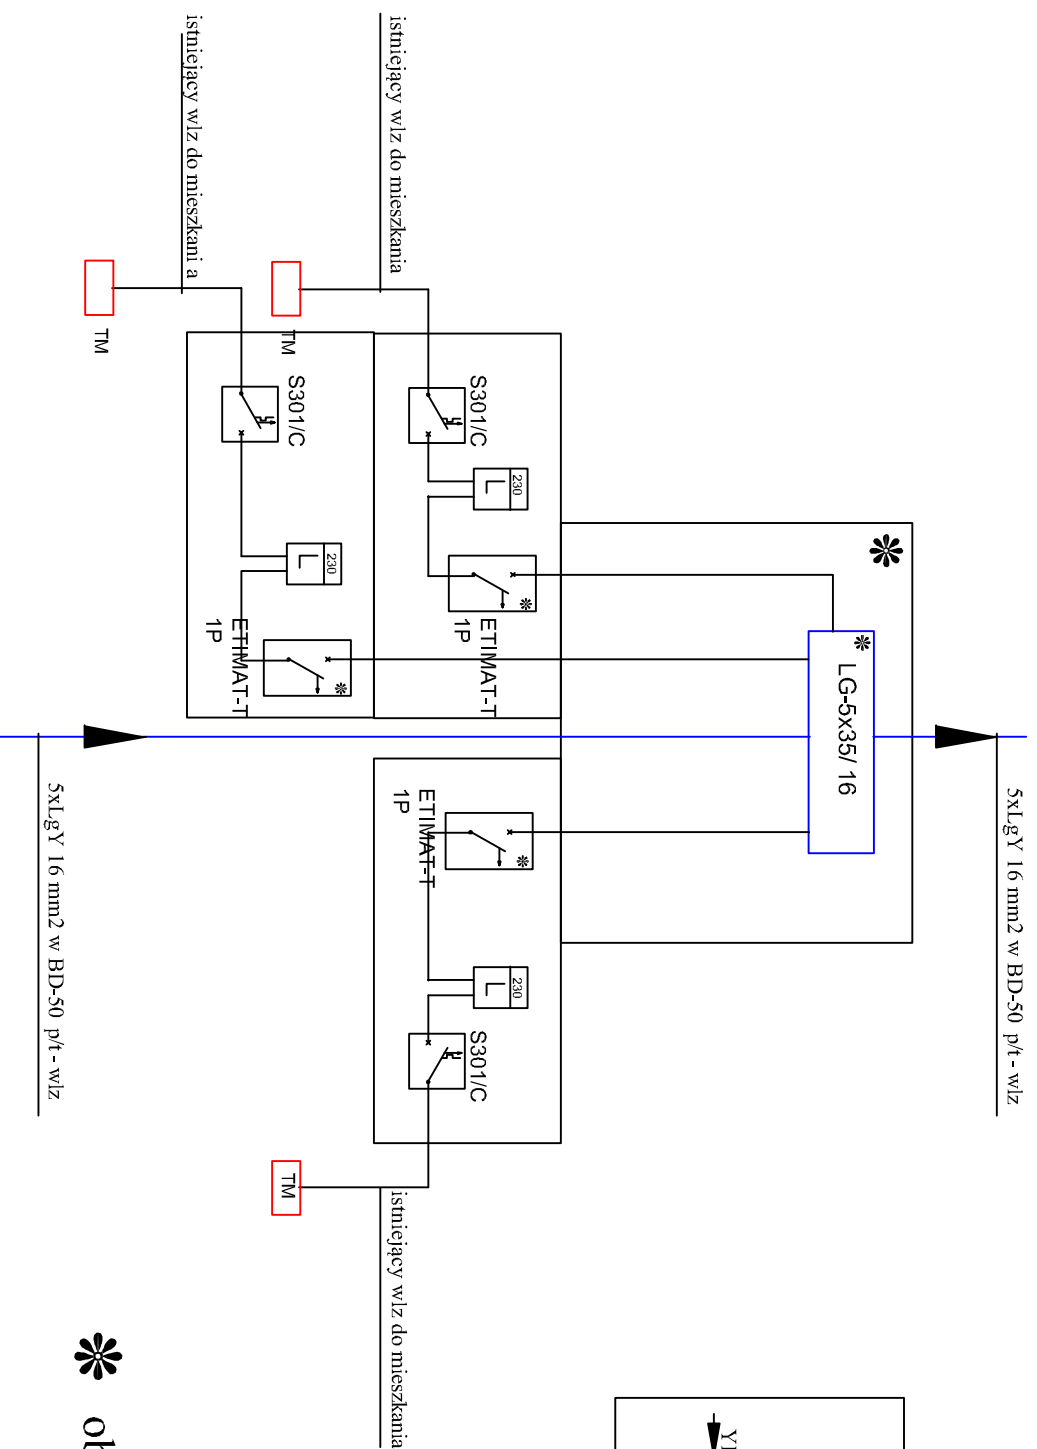 5xLgY 16 mm2 w BD-50 p/t - wlz
LG-5x35/ 16
istniejący wlz do mieszkania
TM
S301/C
230
L
ETIMAT-T
1P
istniejący wlz do mieszkani a
TM
S301/C
230
L
ETIMAT-T
1P
ETIMAT-T
1P
230
L
S301/C
TM
istniejący wlz do mieszkania
5xLgY 16 mm2 w BD-50 p/t - wlz